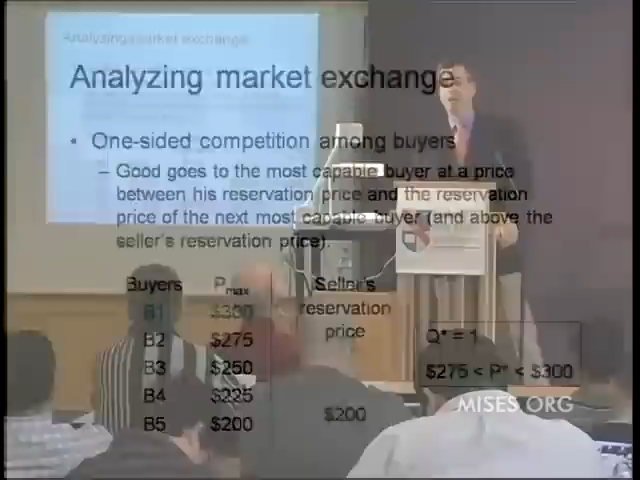 Analyzing market exchange
Analyzing market exchange
• One-sided competition among buyers
– Good goes to the most capable buyer at a price
between his reservation price and the reservation
price of the next most capable buyer (and above the
seller's reservation price).
Buyers Pmax Seller's
reservation
price
B1 $300
B2 $275
B3 $250
B4 $225
B5 $200
$200
Q* = 1
$275 < P* < $300
MISES.ORG